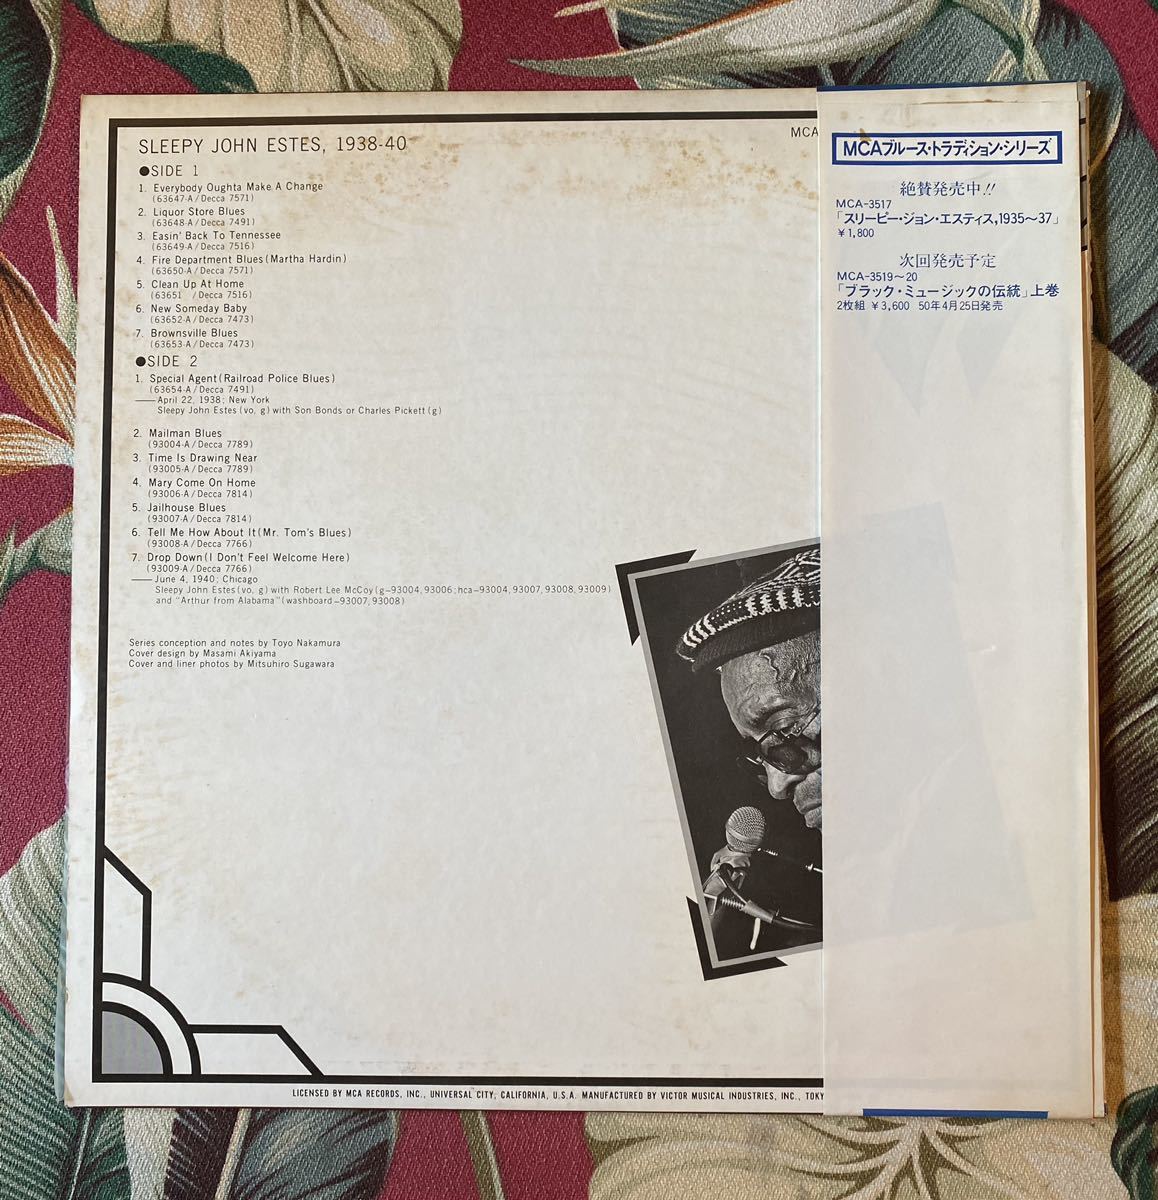 SLEEPY JOHN ESTES, 1938-40
MCA
●SIDE 1
1. Everybody Oughta Make A Change
(63647-A/Decca 7571)
2. Liquor Store Blues
(63648-A/Decca 7491)
3. Easin' Back To Tennessee
(63649-A/Decca 7516)
4. Fire Department Blues (Martha Hardin)
(63650-A/Decca 7571)
5. Clean Up At Home
(63651 /Decca 7516)
6. New Someday Baby
(63652-A/Decca 7473)
7. Brownsville Blues
(63653-A/Decca 7473)
●SIDE 2
1. Special Agent (Railroad Police Blues)
(63654-A/Decca 7491)
——April 22, 1938; New York
Sleepy John Estes (vo, g) with Son Bonds or Charles Pickett (g)
2. Mailman Blues
(93004-A/Decca 7789)
3. Time Is Drawing Near
(93005-A/Decca 7789)
4. Mary Come On Home
(93006-A/Decca 7814)
5. Jailhouse Blues
(93007-A/Decca 7814)
6. Tell Me How About It (Mr. Tom's Blues)
(93008-A/Decca 7766)
7. Drop Down (I Don't Feel Welcome Here)
(93009-A/Decca 7766)
——June 4, 1940; Chicago
Sleepy John Estes (vo, g) with Robert Lee McCoy (g-93004, 93006; hca-93004, 93007, 93008, 93009)
and "Arthur from Alabama" (washboard-93007, 93008)
Series conception and notes by Toyo Nakamura
Cover design by Masami Akiyama
Cover and liner photos by Mitsuhiro Sugawara
LICENSED BY MCA RECORDS, INC., UNIVERSAL CITY, CALIFORNIA, U.S.A. MANUFACTURED BY VICTOR MUSICAL INDUSTRIES, INC., TOKY
MCAブルース・トラディション・シリーズ
絶賛発売中!!
MCA-3517
「スリーピー・ジョン・エスティス,1935〜37」
￥1,800
次回発売予定
MCA-3519〜20
「ブラック・ミュージックの伝統」上巻
2枚組 ￥3,600 50年4月25日発売